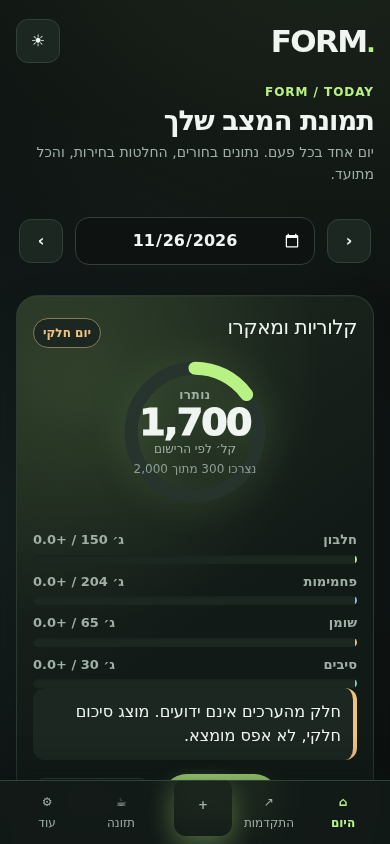 FORM.
☀
FORM / TODAY
תמונת המצב שלך
יום אחד בכל פעם. נתונים בחורים, החלטות בחירות, והכל
מתועד.
11/26/2026
קלוריות ומאקרו
יום חלקי
נותרו
1,700
קל׳ לפי הרישום
נצרכו 300 מתוך 2,000
חלבון
0.0+ / 150 ג׳
פחמימות
0.0+ / 204 ג׳
שומן
0.0+ / 65 ג׳
סיבים
0.0+ / 30 ג׳
חלק מהערכים אינם ידועים. מוצג סיכום
חלקי, לא אפס מומצא.
היום
התקדמות
+
תזונה
עוד